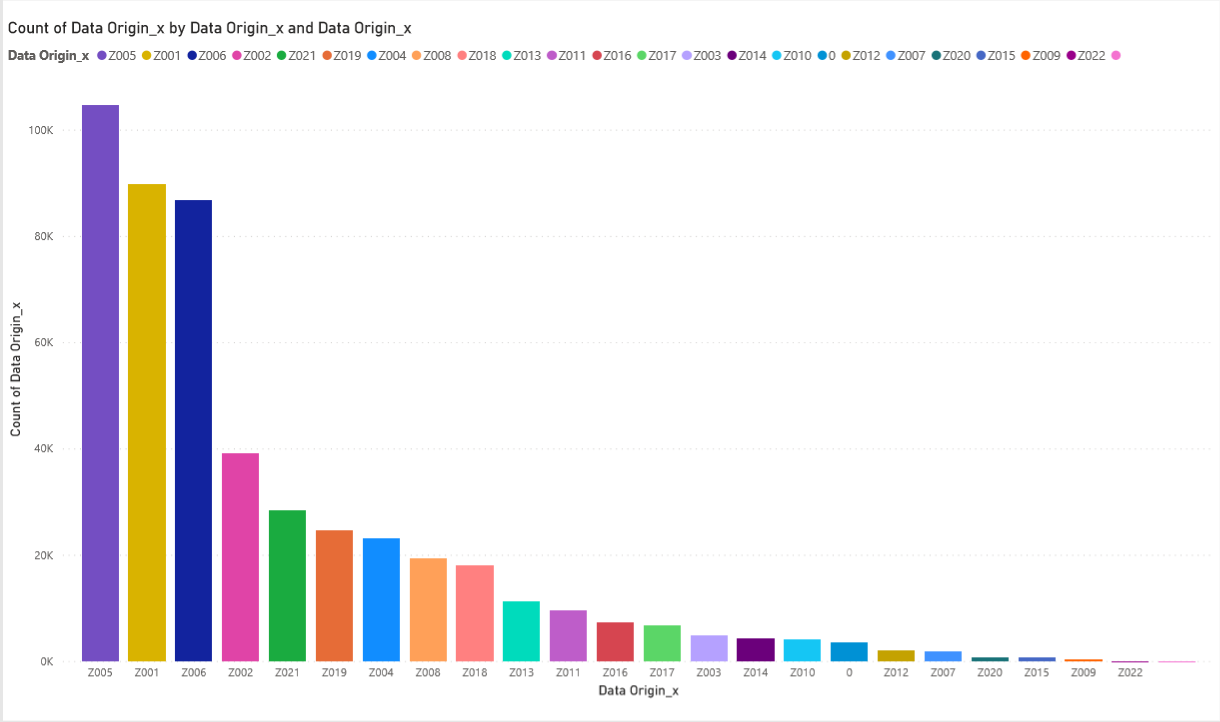 Count of Data Origin_x by Data Origin_x and Data Origin_x
Data Origin_x Z005 Z001 Z006 Z002 Z021 Z019 Z004 Z008 Z018 Z013 Z011 Z016 Z017 Z003 Z014 Z010 0 Z012 Z007 Z020 Z015 Z009 Z022
100K
80K
60K
40K
20K
0K
Count of Data Origin_x
Z005 Z001 Z006 Z002 Z021 Z019 Z004 Z008 Z018 Z013 Z011 Z016 Z017 Z003 Z014 Z010 0 Z012 Z007 Z020 Z015 Z009 Z022
Data Origin_x